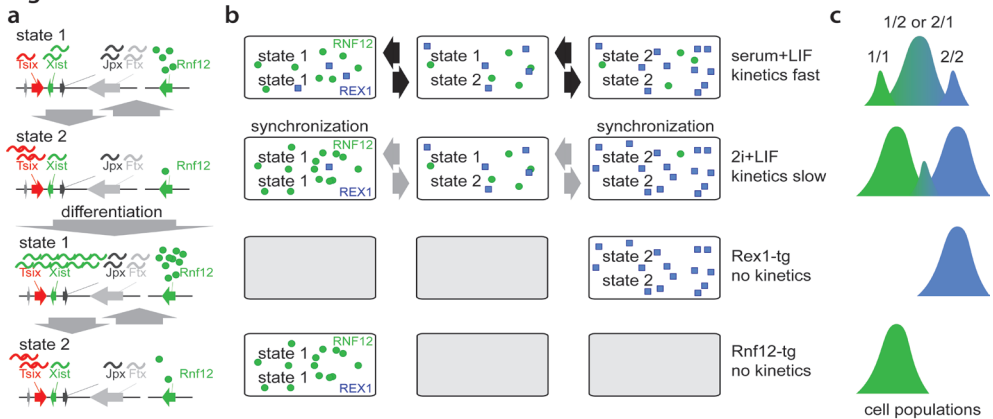 a
state 1
Tsix
Xist
Jpx
Ftx
Rnf12
state 2
Tsix
Xist
Jpx
Ftx
Rnf12
differentiation
state 1
Tsix
Xist
Jpx
Ftx
Rnf12
state 2
Tsix
Xist
Jpx
Ftx
Rnf12
b
RNF12
state 1
state 1
REX1
state 1
state 2
state 2
state 2
serum+LIF
kinetics fast
synchronization
RNF12
state 1
state 1
REX1
state 1
state 2
synchronization
state 2
state 2
2i+LIF
kinetics slow
state 2
state 2
Rex1-tg
no kinetics
RNF12
state 1
state 1
REX1
Rnf12-tg
no kinetics
c
1/2 or 2/1
1/1
2/2
cell populations